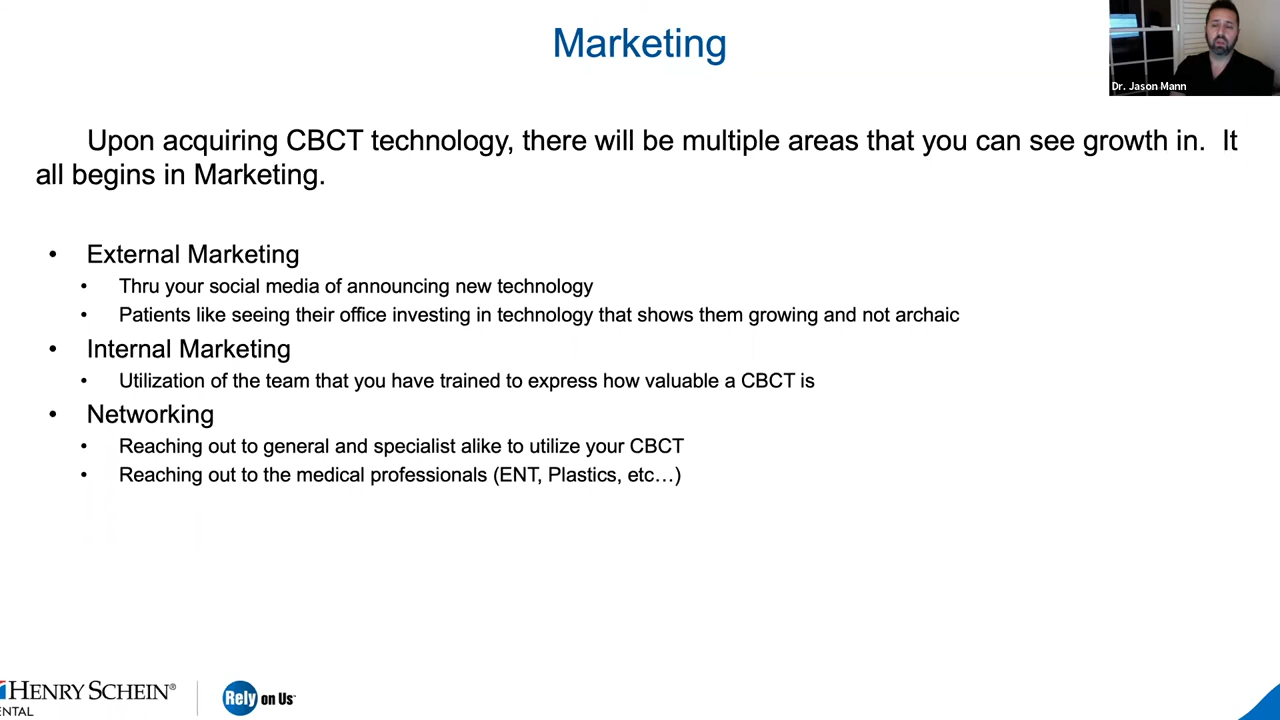 Marketing
Dr. Jason Mann
Upon acquiring CBCT technology, there will be multiple areas that you can see growth in. It
all begins in Marketing.
• External Marketing
• Thru your social media of announcing new technology
• Patients like seeing their office investing in technology that shows them growing and not archaic
• Internal Marketing
• Utilization of the team that you have trained to express how valuable a CBCT is
• Networking
• Reaching out to general and specialist alike to utilize your CBCT
• Reaching out to the medical professionals (ENT, Plastics, etc…)
HENRY SCHEIN®
ENTAL
Rely on Us™